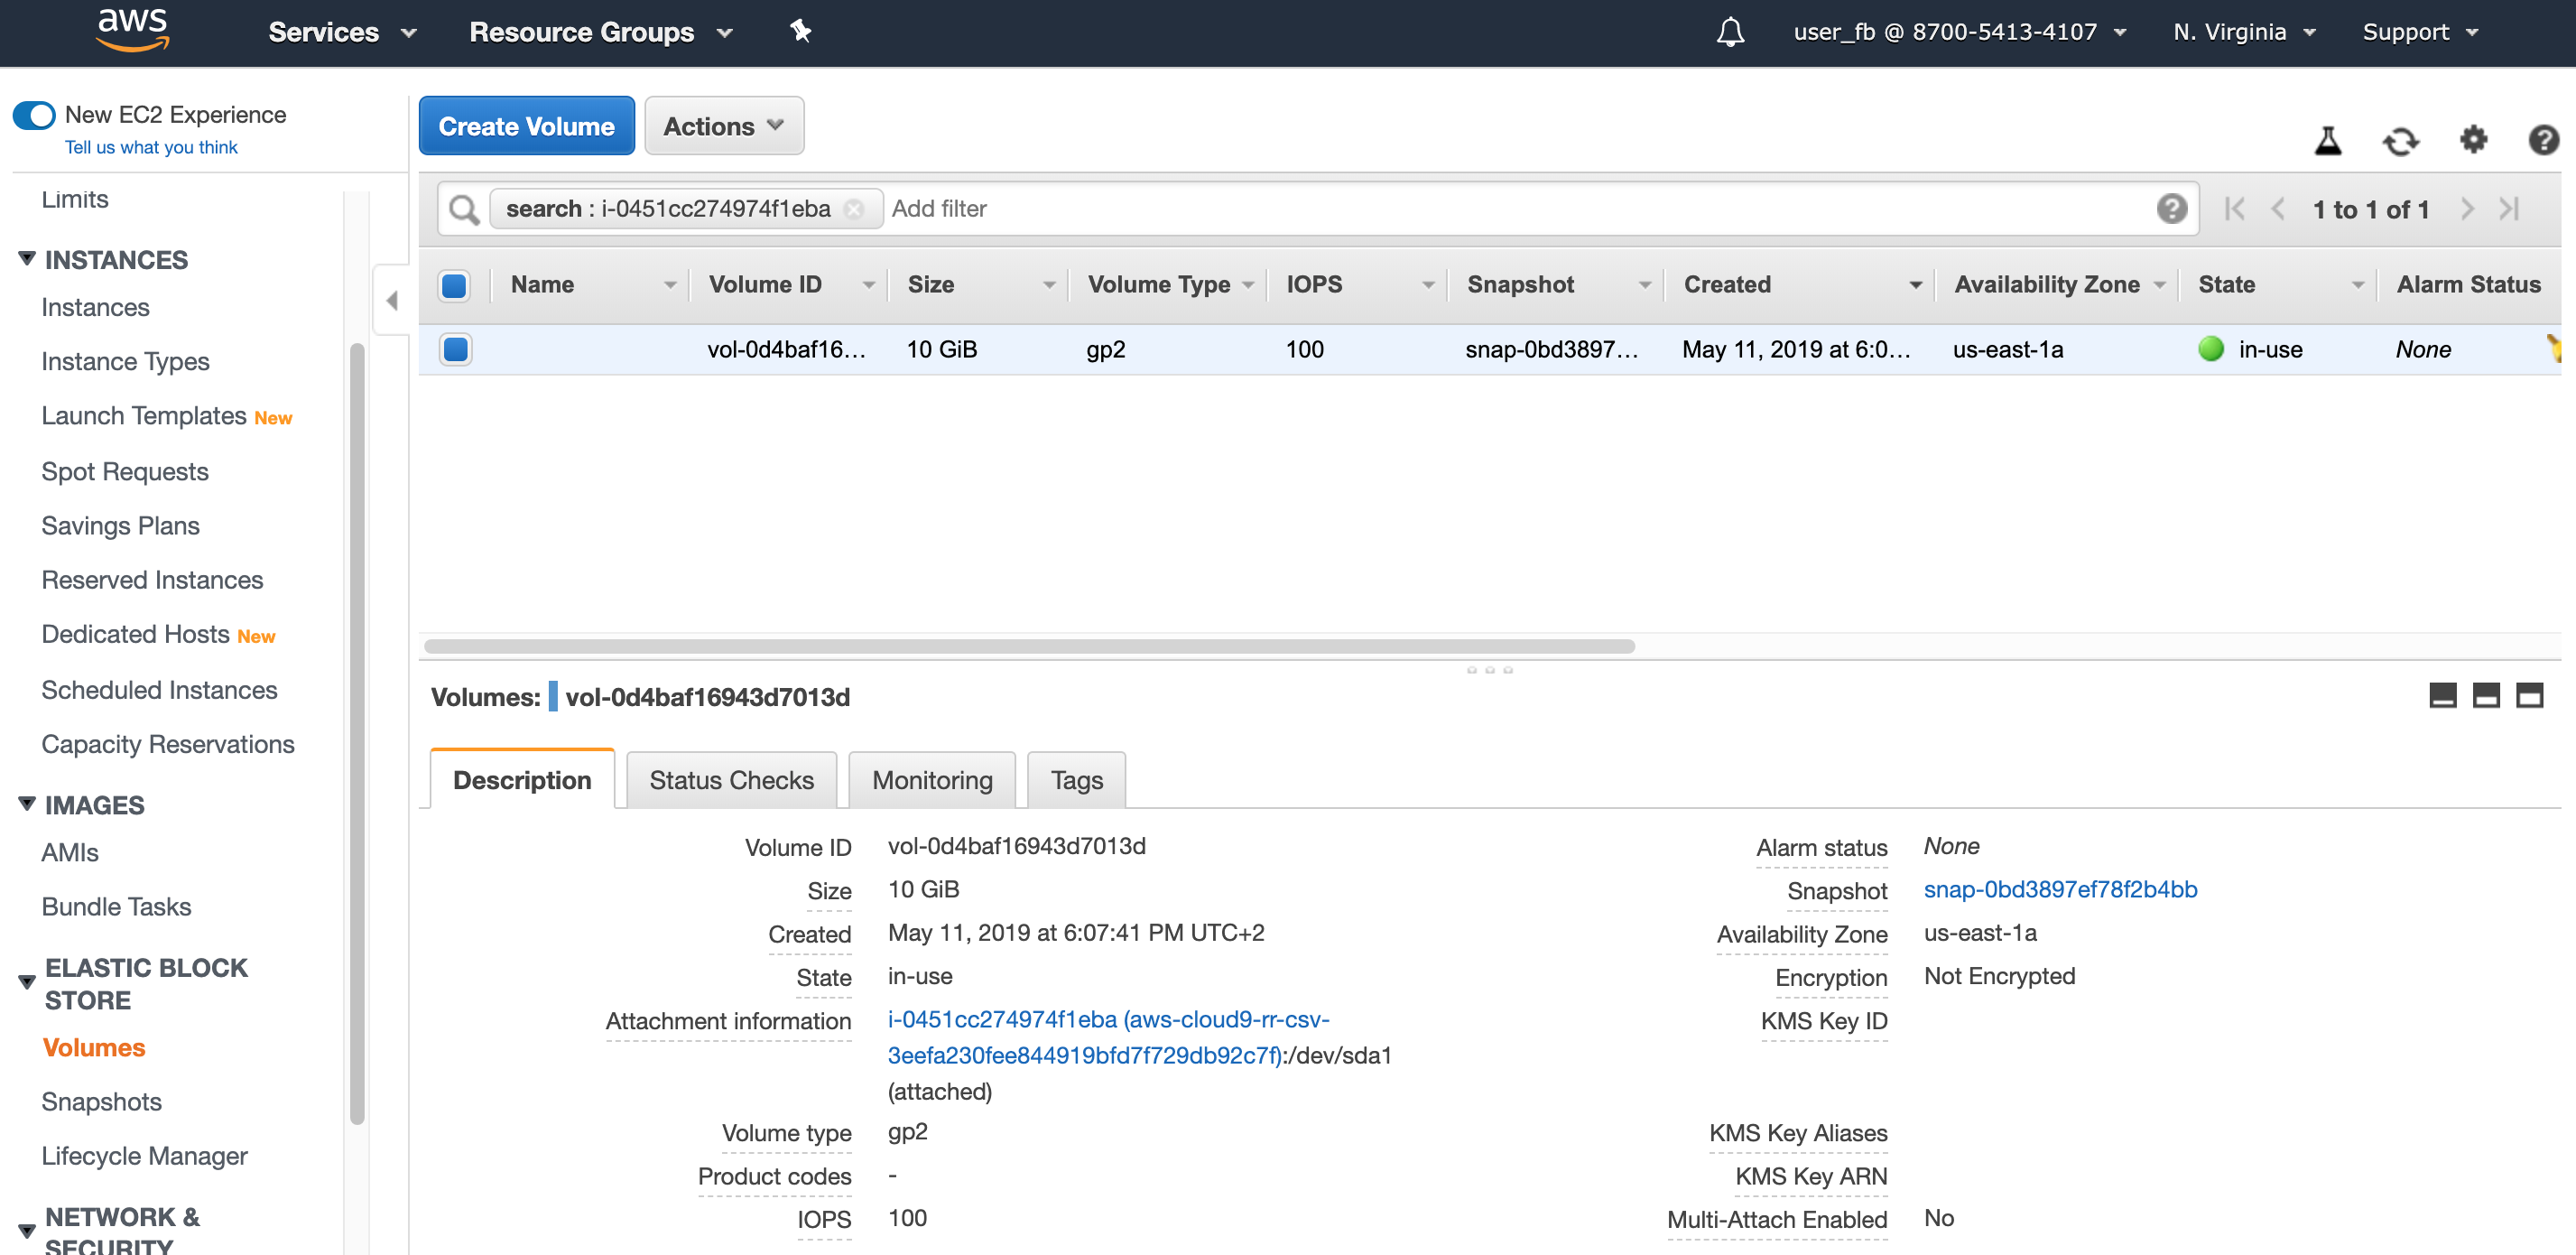 aws Services Resource Groups user_fb @ 8700-5413-4107 N. Virginia Support
New EC2 Experience
Tell us what you think
Limits
INSTANCES
Instances
Instance Types
Launch Templates New
Spot Requests
Savings Plans
Reserved Instances
Dedicated Hosts New
Scheduled Instances
Capacity Reservations
IMAGES
AMIs
Bundle Tasks
ELASTIC BLOCK
STORE
Volumes
Snapshots
Lifecycle Manager
NETWORK &
SECURITY
Create Volume Actions
search : i-0451cc274974f1eba Add filter 1 to 1 of 1
Name Volume ID Size Volume Type IOPS Snapshot Created Availability Zone State Alarm Status
vol-0d4baf16... 10 GiB gp2 100 snap-0bd3897... May 11, 2019 at 6:0... us-east-1a in-use None
Volumes: vol-0d4baf16943d7013d
Description Status Checks Monitoring Tags
Volume ID vol-0d4baf16943d7013d
Size 10 GiB
Created May 11, 2019 at 6:07:41 PM UTC+2
State in-use
Attachment information i-0451cc274974f1eba (aws-cloud9-rr-csv-
3eefa230fee844919bfd7f729db92c7f):/dev/sda1
(attached)
Volume type gp2
Product codes -
IOPS 100
Alarm status None
Snapshot snap-0bd3897ef78f2b4bb
Availability Zone us-east-1a
Encryption Not Encrypted
KMS Key ID
KMS Key Aliases
KMS Key ARN
Multi-Attach Enabled No